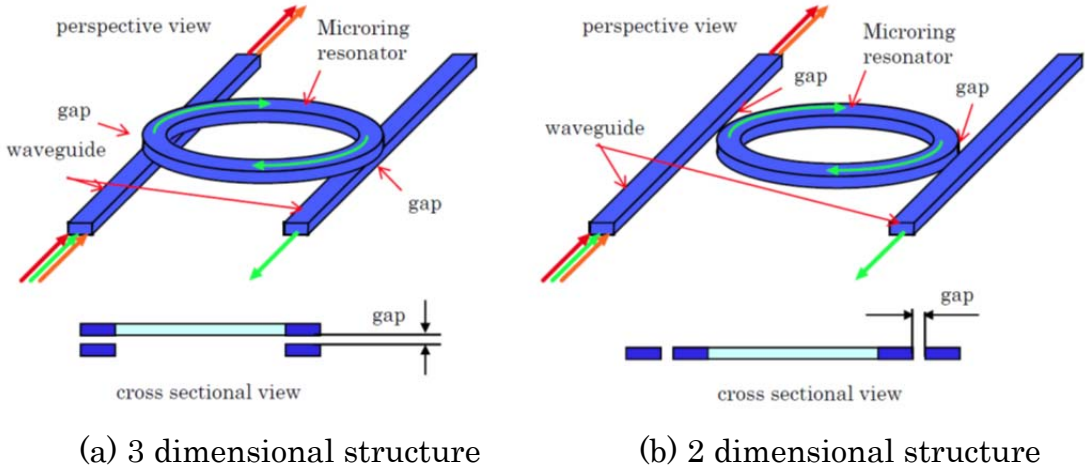 perspective view
Microring
resonator
gap
waveguide
gap
gap
cross sectional view
(a) 3 dimensional structure
perspective view
Microring
resonator
gap
gap
waveguide
gap
cross sectional view
(b) 2 dimensional structure